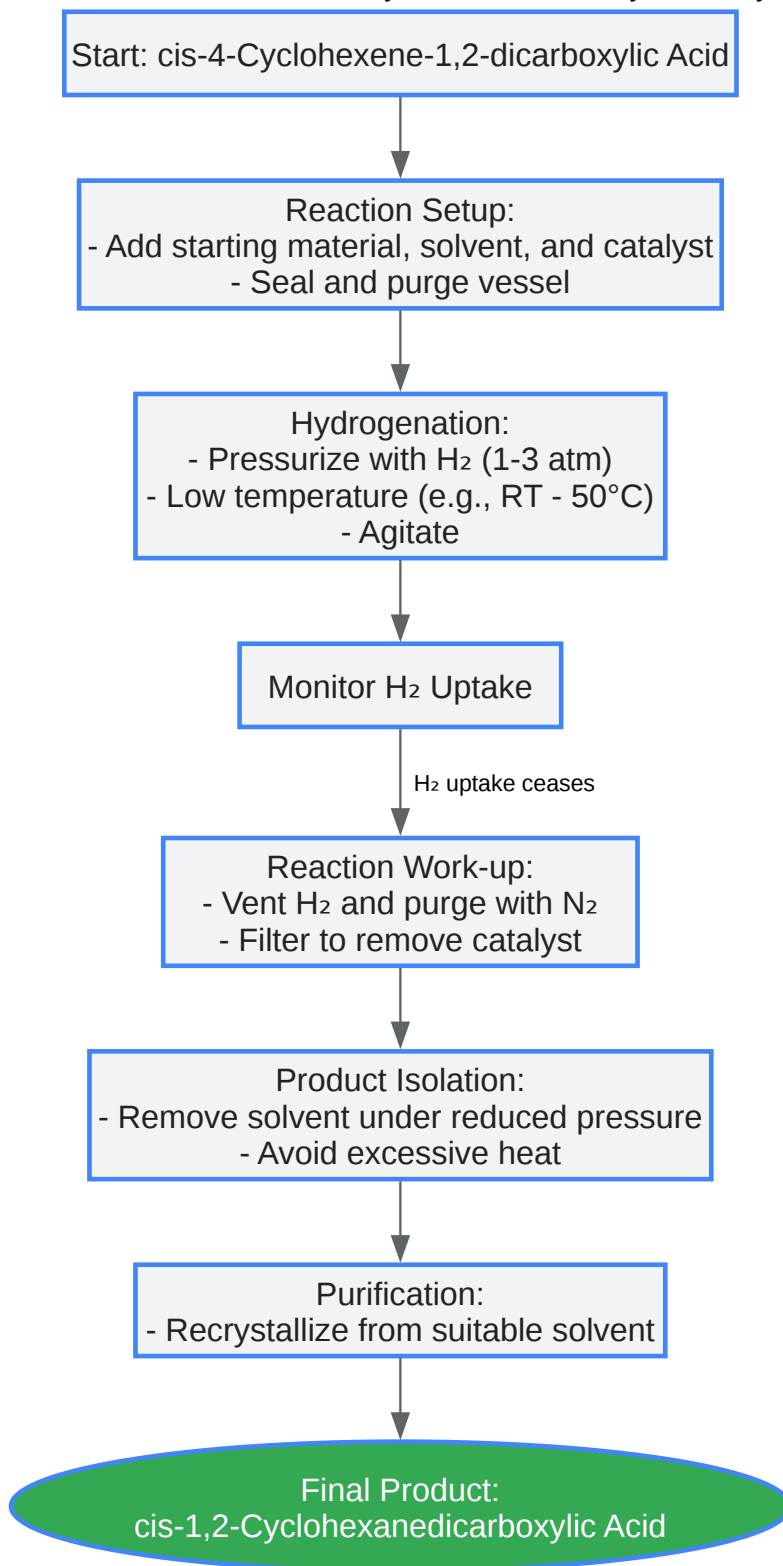 Start: cis-4-Cyclohexene-1,2-dicarboxylic Acid
Reaction Setup:
- Add starting material, solvent, and catalyst
- Seal and purge vessel
Hydrogenation:
- Pressurize with H₂ (1-3 atm)
- Low temperature (e.g., RT - 50°C)
- Agitate
Monitor H₂ Uptake
H₂ uptake ceases
Reaction Work-up:
- Vent H₂ and purge with N₂
- Filter to remove catalyst
Product Isolation:
- Remove solvent under reduced pressure
- Avoid excessive heat
Purification:
- Recrystallize from suitable solvent
Final Product:
cis-1,2-Cyclohexanedicarboxylic Acid